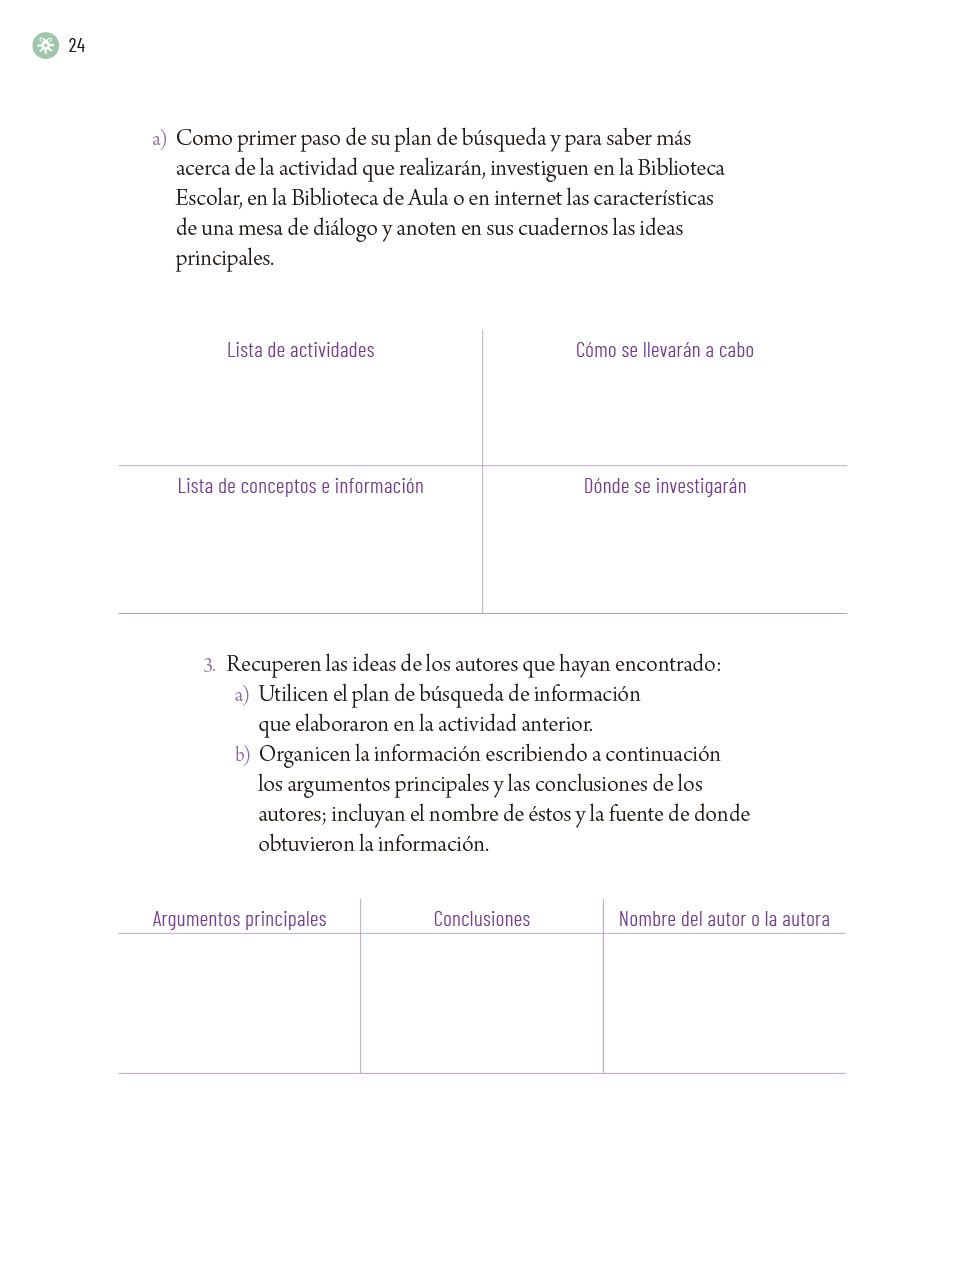 24
a) Como primer paso de su plan de búsqueda y para saber más
acerca de la actividad que realizarán, investiguen en la Biblioteca
Escolar, en la Biblioteca de Aula o en internet las características
de una mesa de diálogo y anoten en sus cuadernos las ideas
principales.
Lista de actividades
Cómo se llevarán a cabo
Lista de conceptos e información
Dónde se investigarán
3. Recuperen las ideas de los autores que hayan encontrado:
a) Utilicen el plan de búsqueda de información
que elaboraron en la actividad anterior.
b) Organicen la información escribiendo a continuación
los argumentos principales y las conclusiones de los
autores; incluyan el nombre de éstos y la fuente de donde
obtuvieron la información.
Argumentos principales
Conclusiones
Nombre del autor o la autora